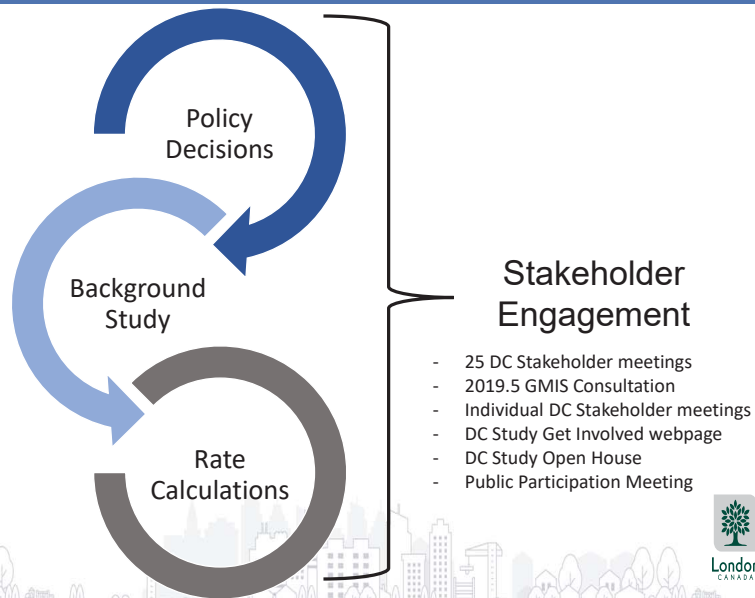 Policy
Decisions
Background
Study
Rate
Calculations
Stakeholder
Engagement
- 25 DC Stakeholder meetings
- 2019.5 GMIS Consultation
- Individual DC Stakeholder meetings
- DC Study Get Involved webpage
- DC Study Open House
- Public Participation Meeting
London
CANADA